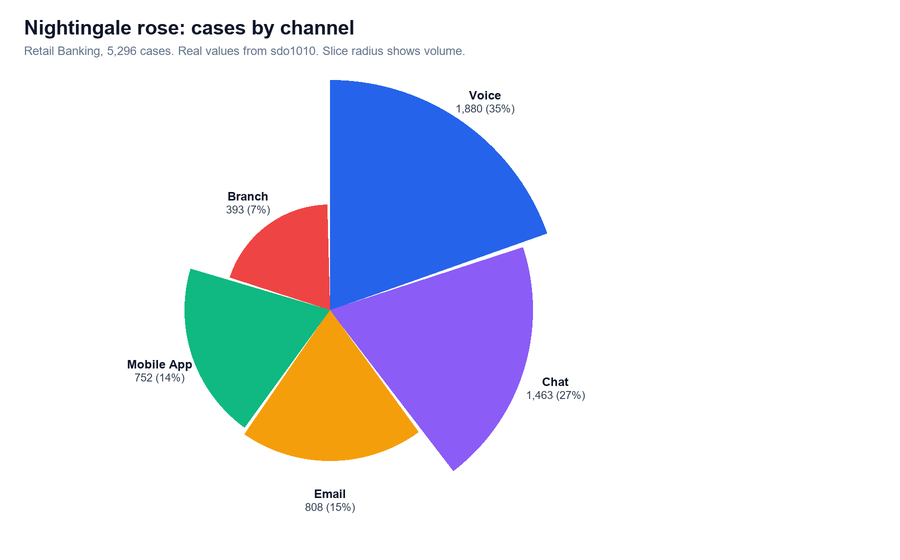 Nightingale rose: cases by channel
Retail Banking, 5,296 cases. Real values from sdo1010. Slice radius shows volume.
Voice
1,880 (35%)
Branch
393 (7%)
Mobile App
752 (14%)
Chat
1,463 (27%)
Email
808 (15%)